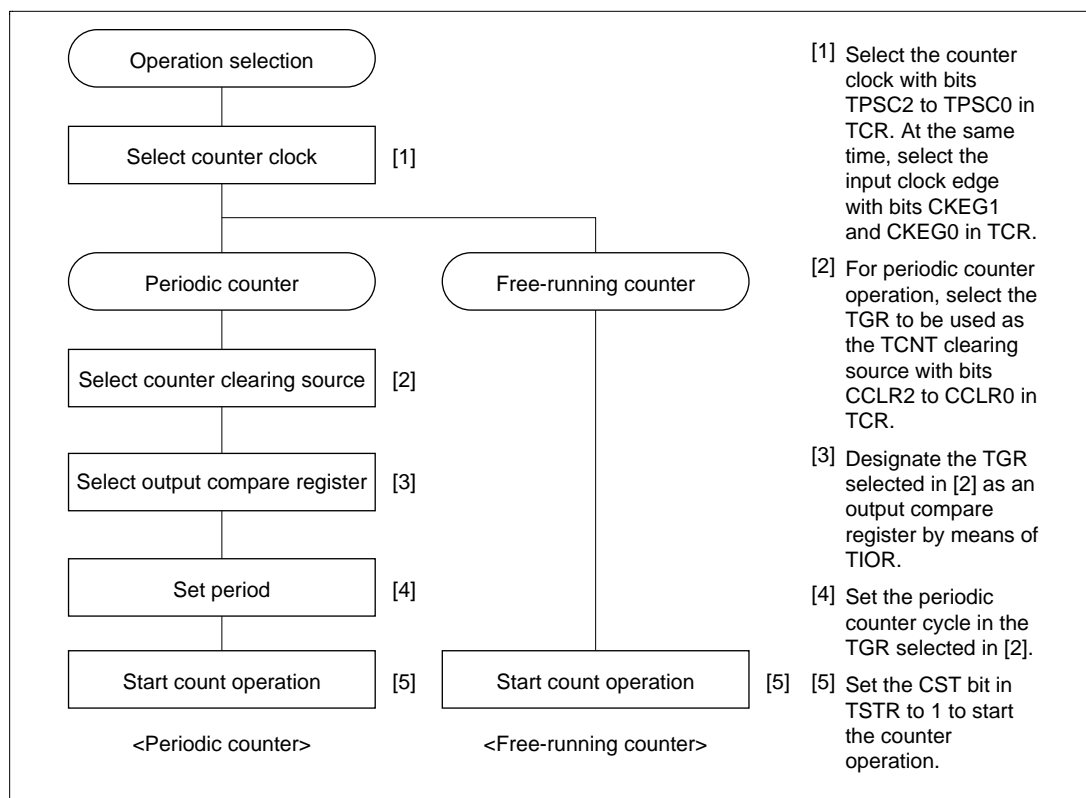 Operation selection
Select counter clock [1]
Periodic counter
Free-running counter
Select counter clearing source [2]
Select output compare register [3]
Set period [4]
Start count operation [5]
Start count operation [5]
<Periodic counter>
<Free-running counter>
[1] Select the counter
clock with bits
TPSC2 to TPSC0 in
TCR. At the same
time, select the
input clock edge
with bits CKEG1
and CKEG0 in TCR.
[2] For periodic counter
operation, select the
TGR to be used as
the TCNT clearing
source with bits
CCLR2 to CCLR0 in
TCR.
[3] Designate the TGR
selected in [2] as an
output compare
register by means of
TIOR.
[4] Set the periodic
counter cycle in the
TGR selected in [2].
[5] Set the CST bit in
TSTR to 1 to start
the counter
operation.